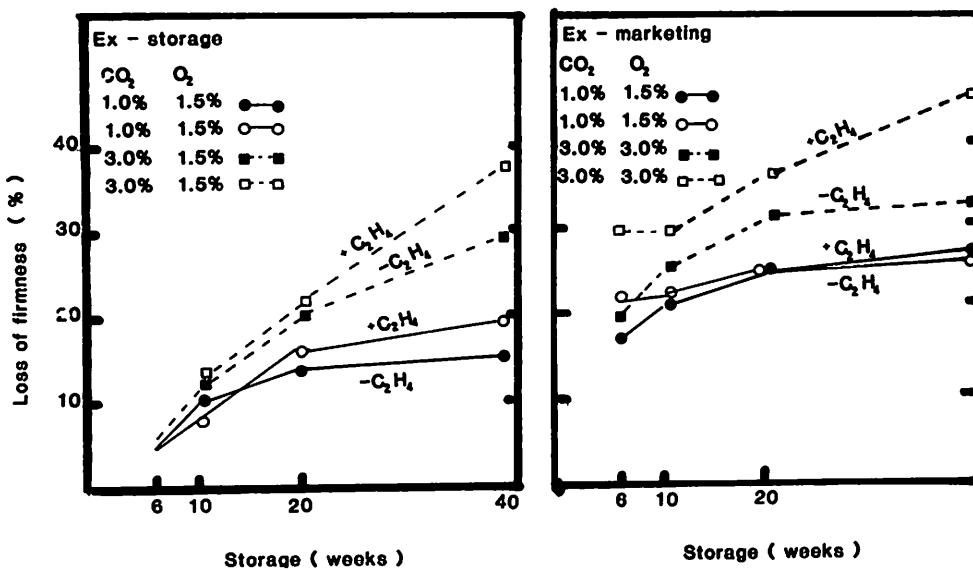 Ex - storage
CO2 O2
1.0% 1.5%
1.0% 1.5%
3.0% 1.5%
3.0% 1.5%
+C2H4
-C2H4
+C2H4
-C2H4
Loss of firmness ( % )
40
30
20
10
6 10 20 40
Storage ( weeks )
Ex - marketing
CO2 O2
1.0% 1.5%
1.0% 1.5%
3.0% 3.0%
3.0% 3.0%
+C2H4
-C2H4
+C2H4
-C2H4
6 10 20
Storage ( weeks )